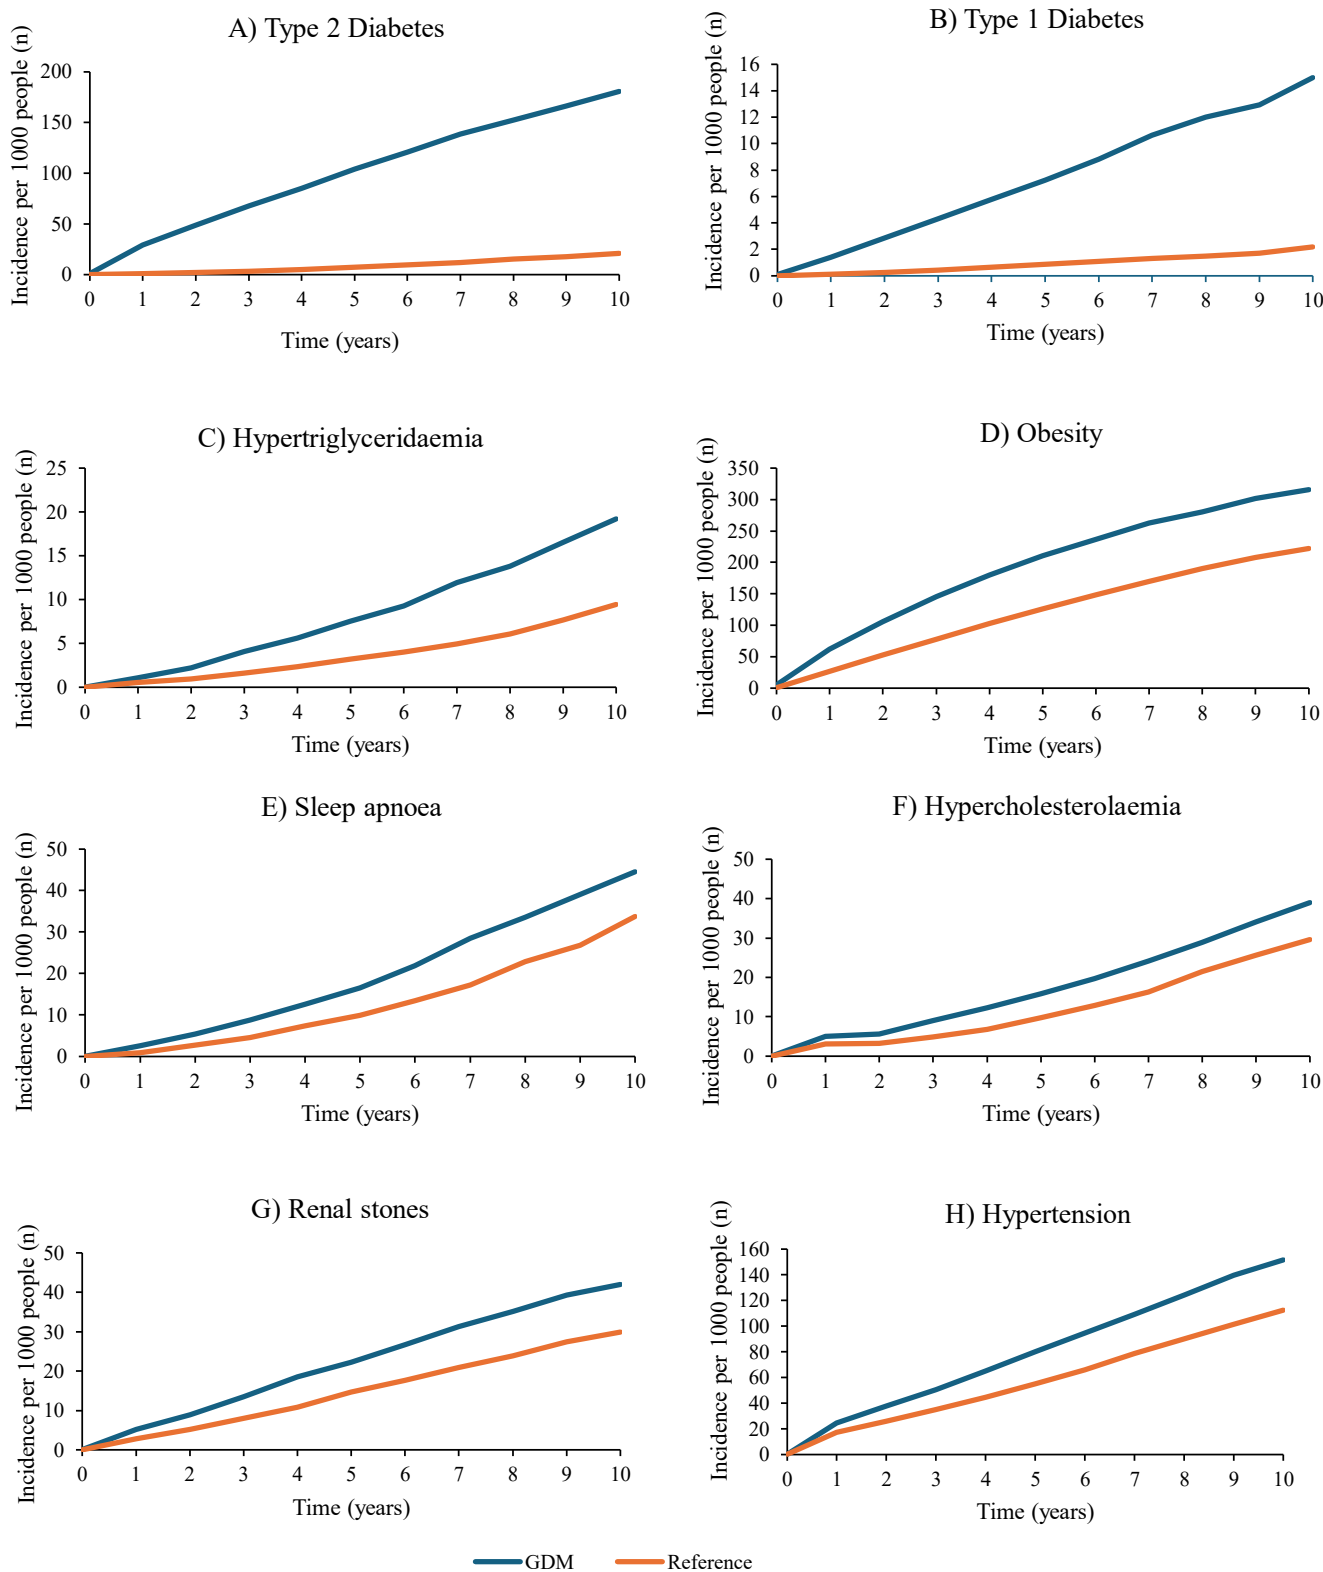 A) Type 2 Diabetes
Incidence per 1000 people (n)
200
150
100
50
0
0 1 2 3 4 5 6 7 8 9 10
Time (years)
B) Type 1 Diabetes
Incidence per 1000 people (n)
16
14
12
10
8
6
4
2
0
0 1 2 3 4 5 6 7 8 9 10
Time (years)
C) Hypertriglyceridaemia
Incidence per 1000 people (n)
25
20
15
10
5
0
0 1 2 3 4 5 6 7 8 9 10
Time (years)
D) Obesity
Incidence per 1000 people (n)
350
300
250
200
150
100
50
0
0 1 2 3 4 5 6 7 8 9 10
Time (years)
E) Sleep apnoea
Incidence per 1000 people (n)
50
40
30
20
10
0
0 1 2 3 4 5 6 7 8 9 10
Time (years)
F) Hypercholesterolaemia
Incidence per 1000 people (n)
50
40
30
20
10
0
0 1 2 3 4 5 6 7 8 9 10
Time (years)
G) Renal stones
Incidence per 1000 people (n)
50
40
30
20
10
0
0 1 2 3 4 5 6 7 8 9 10
Time (years)
H) Hypertension
Incidence per 1000 people (n)
160
140
120
100
80
60
40
20
0
0 1 2 3 4 5 6 7 8 9 10
Time (years)
GDM Reference